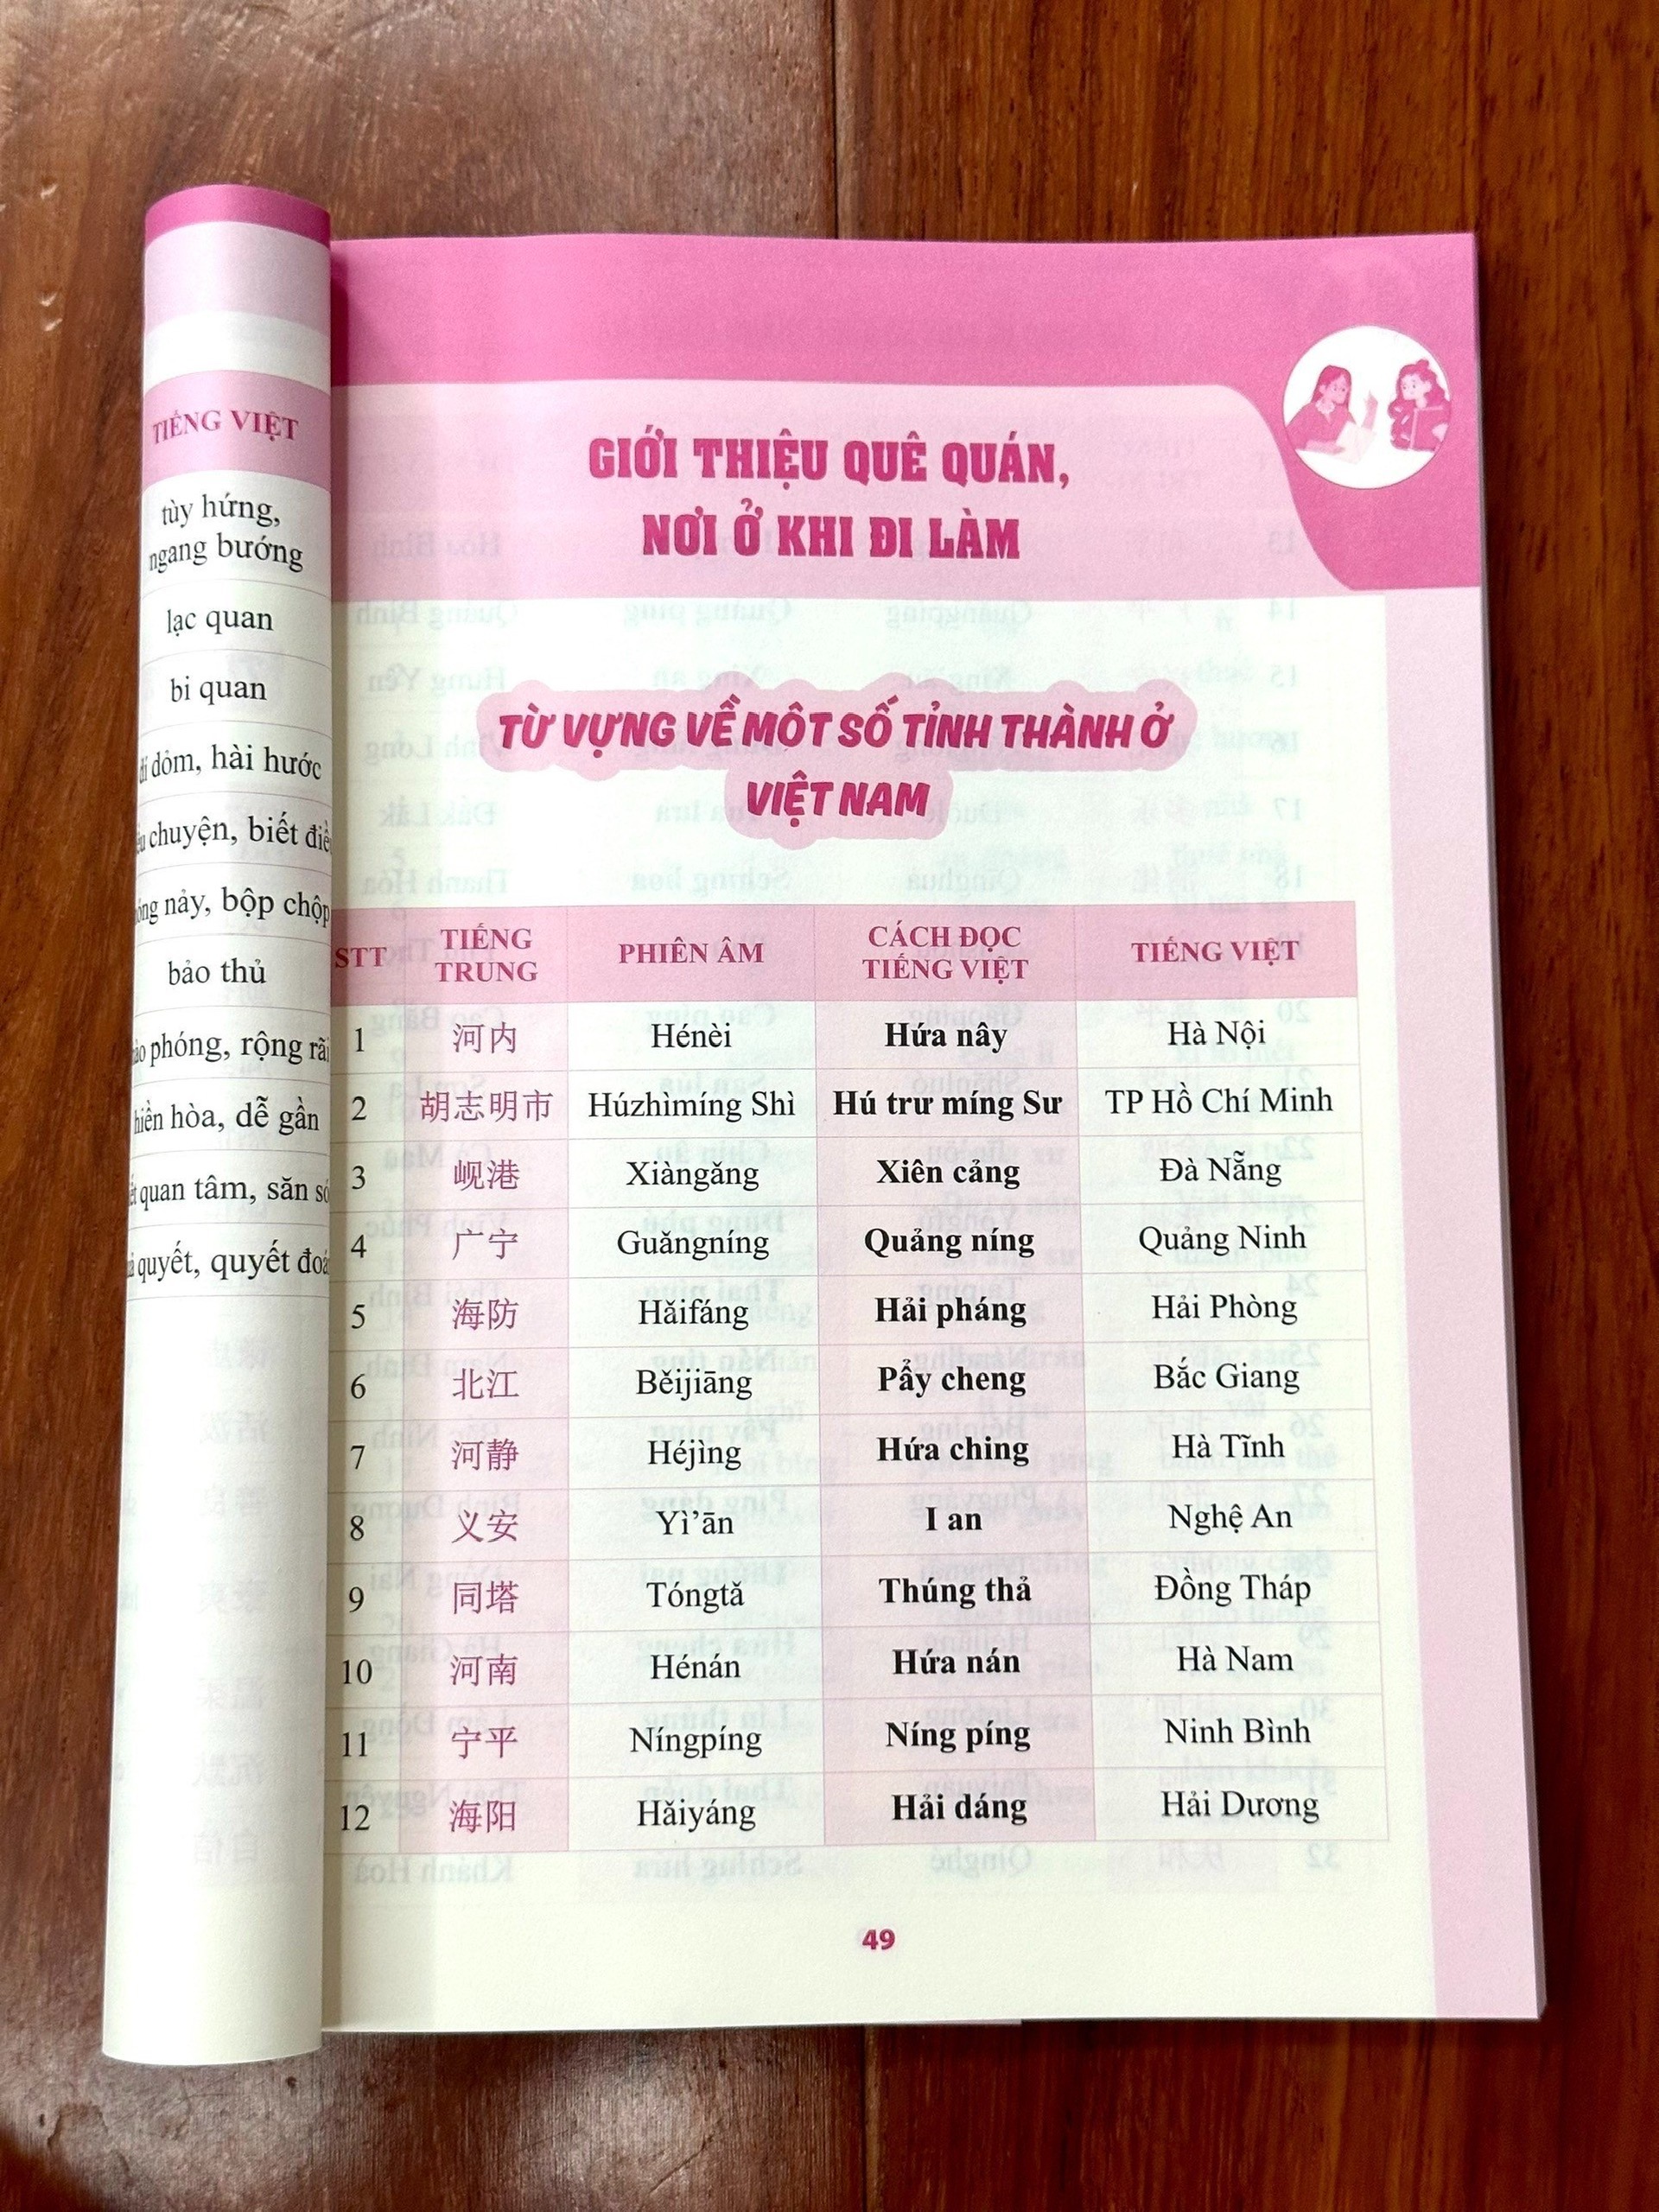 TIẾNG VIỆT
tùy hứng,
ngang bướng
lạc quan
bi quan
dỏm, hài hước
chuyện, biết
nảy, bộp chộp
bảo thủ
phóng, rộng
hiền hòa, dễ gần
quan tâm, săn
quyết, quyết
GIỚI THIỆU QUÊ QUÁN,
NƠI Ở KHI ĐI LÀM
TỪ VỰNG VỀ MÔT SỐ TỈNH THÀNH Ở
VIỆT NAM
STT TIẾNG TRUNG PHIÊN ÂM CÁCH ĐỌC TIẾNG VIỆT TIẾNG VIỆT
1 河内 Hénèi Hứa nây Hà Nội
2 胡志明市 Húzhìmíng Shì Hú trư míng Sư TP Hồ Chí Minh
3 岘港 Xiàngǎng Xiên cảng Đà Nẵng
4 广宁 Guǎngníng Quảng níng Quảng Ninh
5 海防 Hǎifáng Hải pháng Hải Phòng
6 北江 Běijiāng Pẩy cheng Bắc Giang
7 河静 Héjìng Hứa ching Hà Tĩnh
8 义安 Yì’ān I an Nghệ An
9 同塔 Tóngtǎ Thúng thả Đồng Tháp
10 河南 Hénán Hứa nán Hà Nam
11 宁平 Níngpíng Níng píng Ninh Bình
12 海阳 Hǎiyáng Hải dáng Hải Dương
49